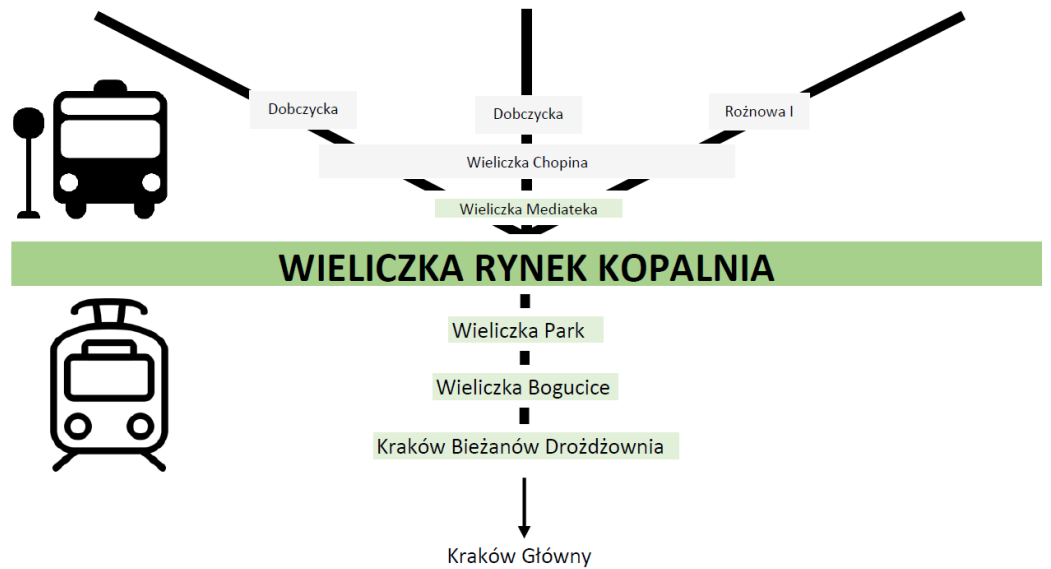 Dobczycka
Dobczycka
Rożnowa I
Wieliczka Chopina
Wieliczka Mediateka
WIELICZKA RYNEK KOPALNIA
Wieliczka Park
Wieliczka Bogucice
Kraków Bieżanów Drożdżownia
Kraków Główny